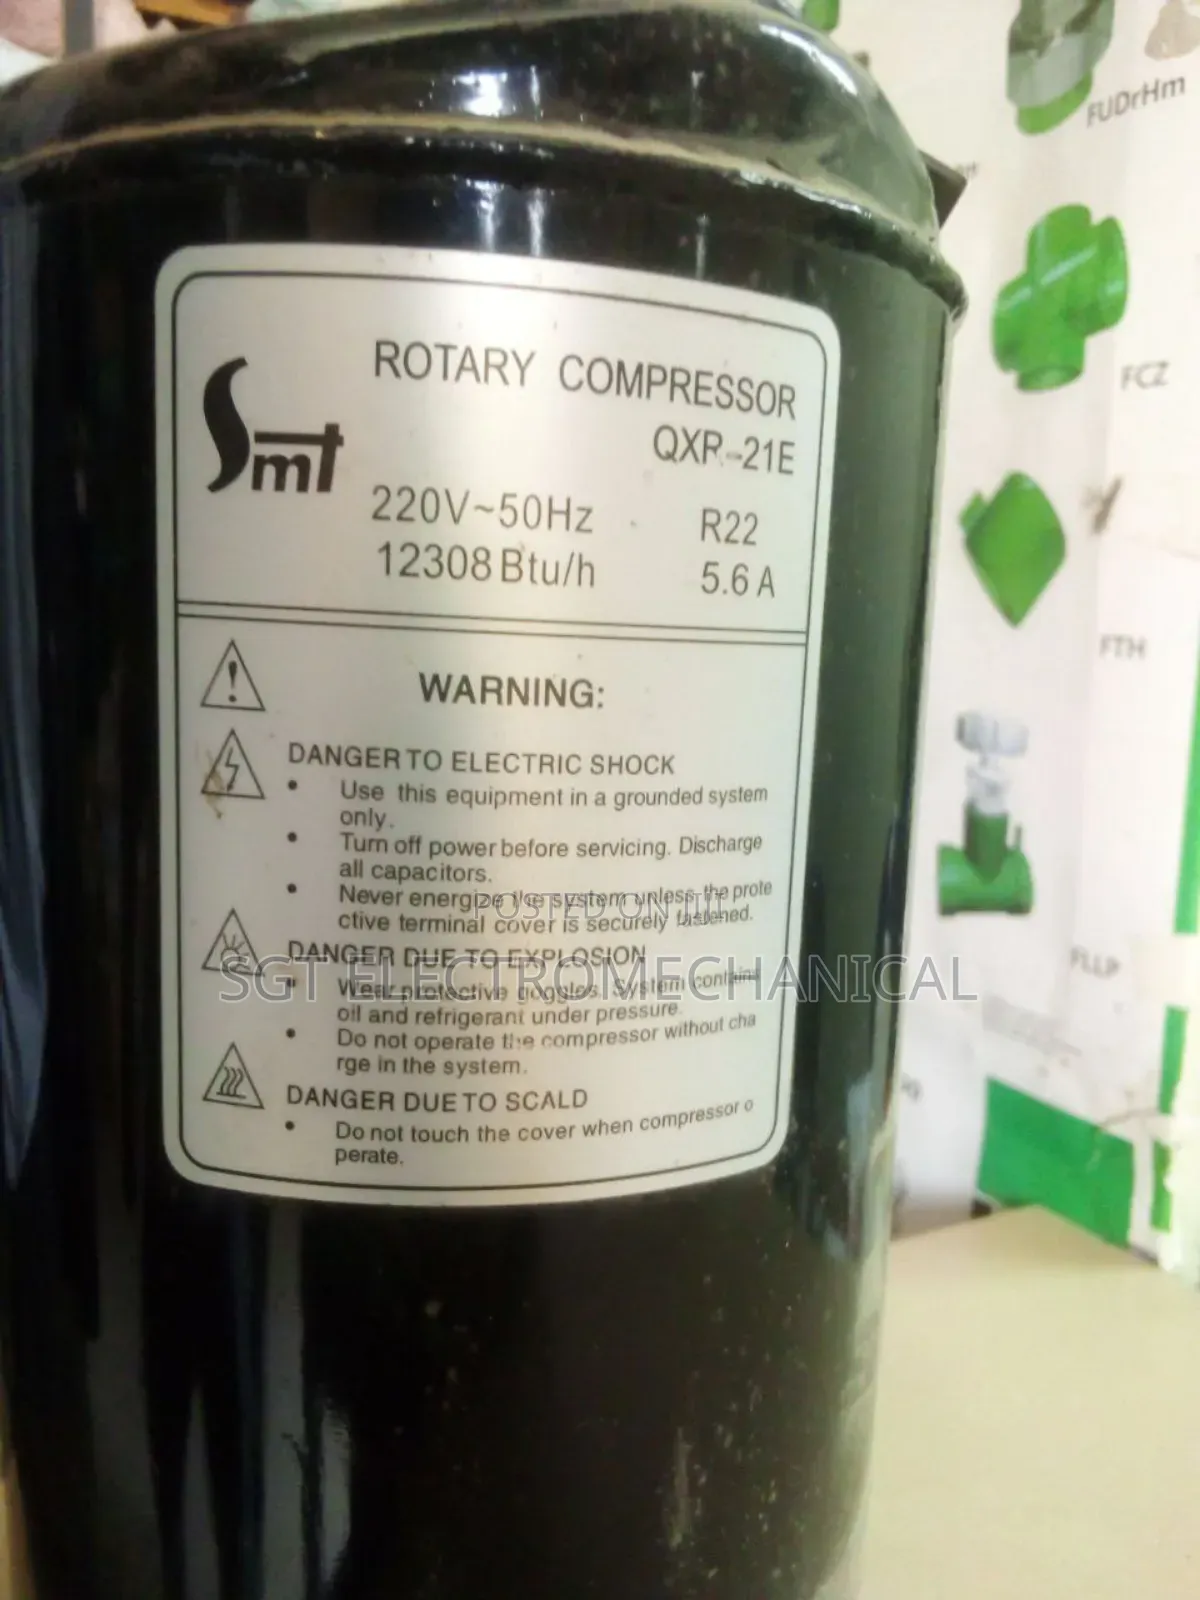 FUDrHm
FCZ
FTH
FLLP
Smt
ROTARY COMPRESSOR
QXR-21E
220V~50Hz R22
12308 Btu/h 5.6 A
WARNING:
DANGER TO ELECTRIC SHOCK
• Use this equipment in a grounded system
only.
• Turn off power before servicing. Discharge
all capacitors.
• Never energize the system unless the prote
ctive terminal cover is securely fastened.
DANGER DUE TO EXPLOSION
• Wear protective goggles. System contains
oil and refrigerant under pressure.
• Do not operate the compressor without cha
rge in the system.
DANGER DUE TO SCALD
• Do not touch the cover when compressor o
perate.
POSTED ON
SGT ELECTROMECHANICAL